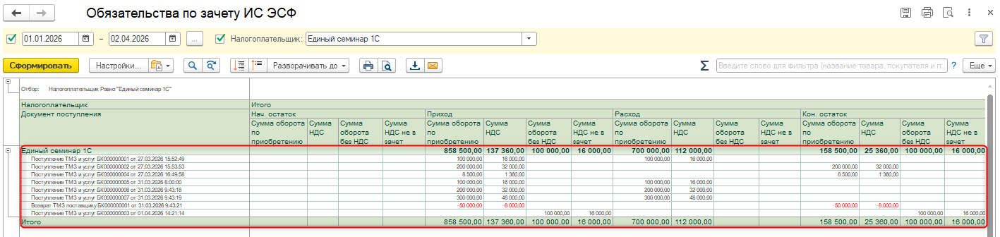 Обязательства по зачету ИС ЭСФ
01.01.2026 – 02.04.2026 ... Налогоплательщик: Единый семинар 1С
Сформировать Настройки... Разворачивать до Σ Введите слово для фильтра (название товара, покупателя и п... ? Еще
Отбор: Налогоплательщик Равно "Единый семинар 1С"
Налогоплательщик Итого
Документ поступления Нач. остаток Приход Расход Кон. остаток
Сумма оборота по приобретению Сумма НДС Сумма оборота без НДС Сумма НДС не в зачет Сумма оборота по приобретению Сумма НДС Сумма оборота без НДС Сумма НДС не в зачет Сумма оборота по приобретению Сумма НДС Сумма оборота без НДС Сумма НДС не в зачет Сумма оборота по приобретению Сумма НДС Сумма оборота без НДС Сумма НДС не в зачет
Единый семинар 1С 858 500,00 137 360,00 100 000,00 16 000,00 700 000,00 112 000,00 158 500,00 25 360,00 100 000,00 16 000,00
Поступление ТМЗ и услуг БК000000001 от 27.03.2026 15:52:49 100 000,00 16 000,00 100 000,00 16 000,00
Поступление ТМЗ и услуг БК000000002 от 27.03.2026 15:53:53 200 000,00 32 000,00 200 000,00 32 000,00
Поступление ТМЗ и услуг БК000000004 от 27.03.2026 16:49:58 8 500,00 1 360,00 8 500,00 1 360,00
Поступление ТМЗ и услуг БК000000005 от 31.03.2026 8:00:00 100 000,00 16 000,00 100 000,00 16 000,00
Поступление ТМЗ и услуг БК000000006 от 31.03.2026 9:43:18 200 000,00 32 000,00 200 000,00 32 000,00
Поступление ТМЗ и услуг БК000000007 от 31.03.2026 9:43:19 300 000,00 48 000,00 300 000,00 48 000,00
Возврат ТМЗ поставщику БК000000001 от 31.03.2026 9:43:21 -50 000,00 -8 000,00 -50 000,00 -8 000,00
Поступление ТМЗ и услуг БК000000003 от 01.04.2026 14:21:14 100 000,00 16 000,00 100 000,00 16 000,00
Итого 858 500,00 137 360,00 100 000,00 16 000,00 700 000,00 112 000,00 158 500,00 25 360,00 100 000,00 16 000,00